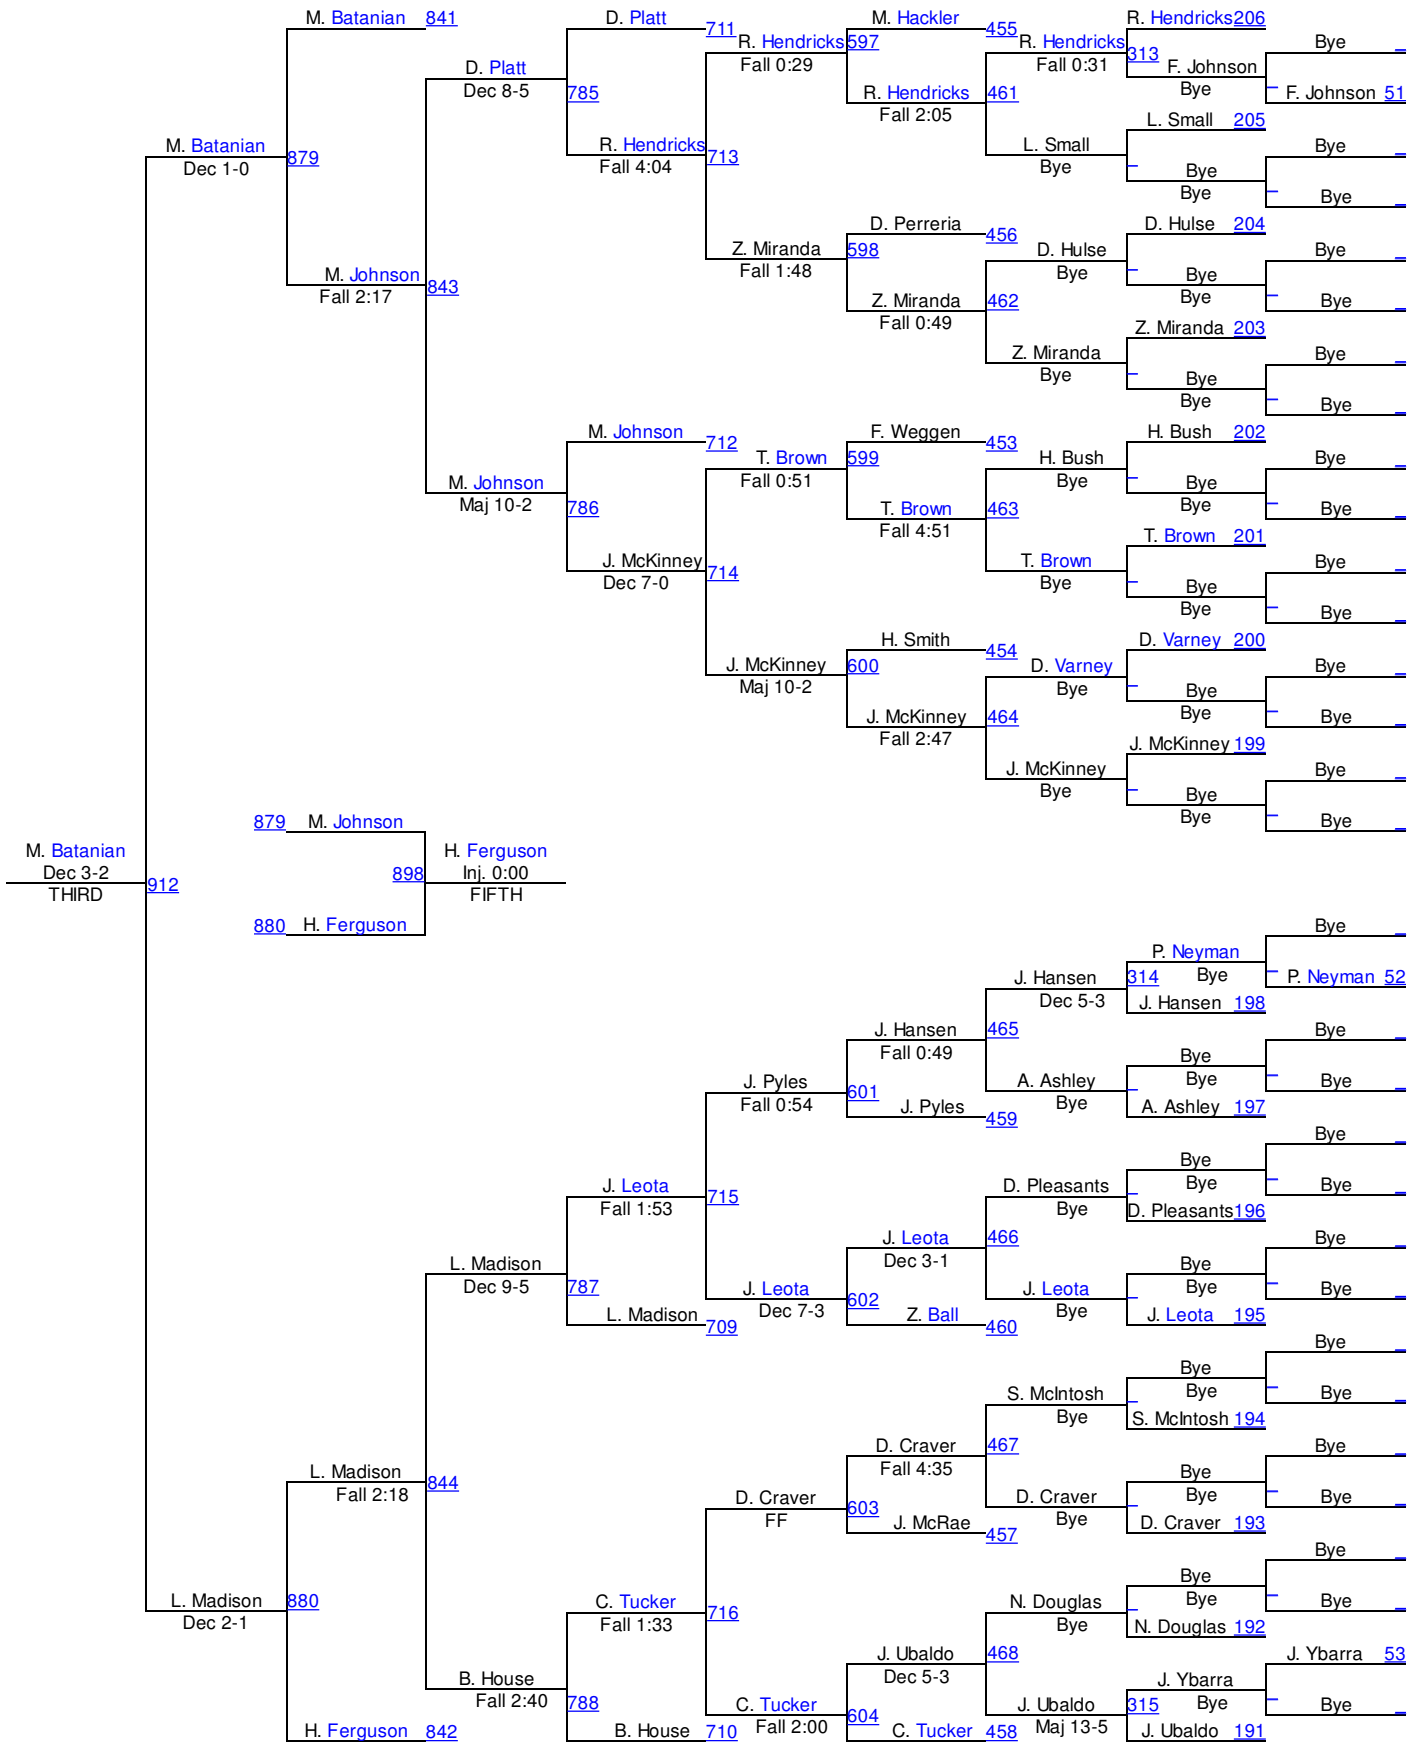 M. Batanian 841
D. Platt
M. Hackler
R. Hendricks 206
711
455
R. Hendricks 597
R. Hendricks
Bye
Fall 0:29
Fall 0:31
313
F. Johnson
D. Platt
Dec 8-5
785
R. Hendricks
461
Bye
F. Johnson 51
Fall 2:05
L. Small 205
M. Batanian
879
R. Hendricks
713
L. Small
Bye
Dec 1-0
Fall 4:04
Bye
Bye
Bye
Bye
D. Perreria
456
D. Hulse 204
Z. Miranda
598
D. Hulse
Bye
Fall 1:48
Bye
Bye
M. Johnson
843
Z. Miranda
462
Bye
Bye
Fall 2:17
Fall 0:49
Z. Miranda 203
Z. Miranda
Bye
Bye
Bye
Bye
Bye
M. Johnson
712
F. Weggen
453
H. Bush 202
T. Brown
599
H. Bush
Bye
Fall 0:51
Bye
Bye
M. Johnson
Maj 10-2
786
T. Brown
463
Bye
Bye
Fall 4:51
T. Brown 201
J. McKinney
714
T. Brown
Bye
Dec 7-0
Bye
Bye
Bye
Bye
H. Smith
454
D. Varney 200
J. McKinney
600
D. Varney
Bye
Maj 10-2
Bye
Bye
J. McKinney
464
Bye
Bye
Fall 2:47
J. McKinney 199
J. McKinney
Bye
Bye
Bye
Bye
Bye
879 M. Johnson
M. Batanian
H. Ferguson
Dec 3-2
912
898
Inj. 0:00
THIRD
FIFTH
880 H. Ferguson
Bye
P. Neyman
J. Hansen
314
Bye
P. Neyman 52
Dec 5-3
J. Hansen 198
J. Hansen
465
Bye
Fall 0:49
Bye
J. Pyles
601
A. Ashley
Bye
Bye
Fall 0:54
Bye
J. Pyles
459
A. Ashley 197
Bye
Bye
J. Leota
715
D. Pleasants
Bye
Bye
Fall 1:53
Bye
D. Pleasants 196
J. Leota
466
Bye
Dec 3-1
L. Madison
Bye
Dec 9-5
787
J. Leota
602
J. Leota
Bye
Bye
Dec 7-3
Bye
L. Madison
709
Z. Ball
460
J. Leota 195
Bye
Bye
S. McIntosh
Bye
Bye
Bye
S. McIntosh 194
D. Craver
467
Bye
Fall 4:35
L. Madison
844
Bye
Fall 2:18
D. Craver
603
D. Craver
Bye
Bye
FF
Bye
J. McRae
457
D. Craver 193
Bye
Bye
L. Madison
880
C. Tucker
716
N. Douglas
Bye
Bye
Dec 2-1
Fall 1:33
Bye
N. Douglas 192
J. Ubaldo
468
J. Ybarra 53
Dec 5-3
B. House
J. Ybarra
Fall 2:40
788
C. Tucker
604
J. Ubaldo
315
Bye
Bye
H. Ferguson 842
B. House 710
Fall 2:00
C. Tucker 458
Maj 13-5
J. Ubaldo 191